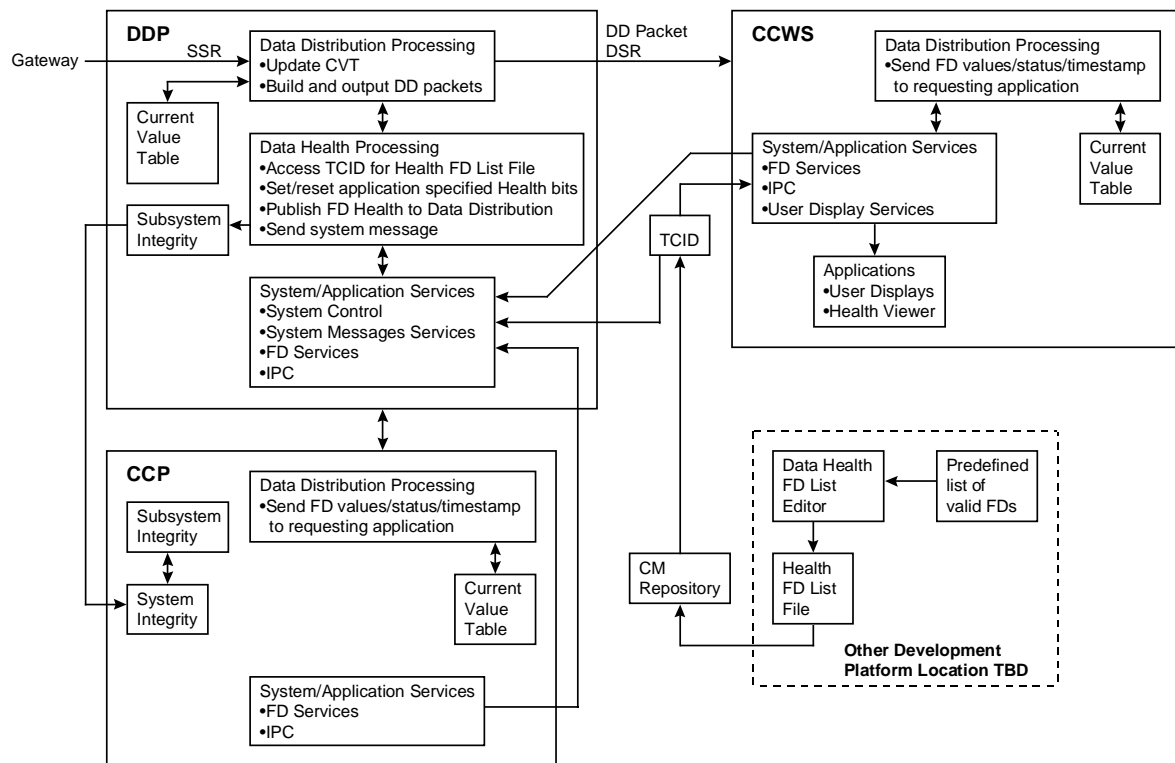 DDP
Gateway
SSR
Data Distribution Processing
•Update CVT
•Build and output DD packets
Current
Value
Table
Data Health Processing
•Access TCID for Health FD List File
•Set/reset application specified Health bits
•Publish FD Health to Data Distribution
•Send system message
Subsystem
Integrity
System/Application Services
•System Control
•System Messages Services
•FD Services
•IPC
DD Packet
DSR
CCWS
Data Distribution Processing
•Send FD values/status/timestamp
to requesting application
System/Application Services
•FD Services
•IPC
•User Display Services
Current
Value
Table
TCID
Applications
•User Displays
•Health Viewer
CCP
Data Distribution Processing
•Send FD values/status/timestamp
to requesting application
Subsystem
Integrity
System
Integrity
Current
Value
Table
System/Application Services
•FD Services
•IPC
CM
Repository
Data Health
FD List
Editor
Predefined
list of
valid FDs
Health
FD List
File
Other Development
Platform Location TBD